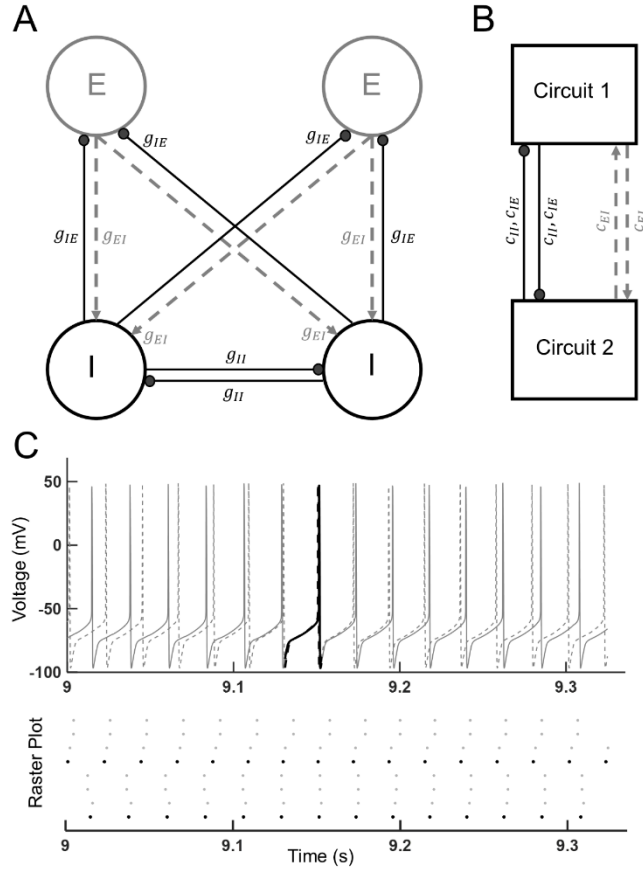 A
B
E
E
g_IE
g_IE
g_IE
g_EI
g_EI
g_IE
g_EI
g_EI
I
I
g_II
g_II
Circuit 1
c_II, c_IE
c_II, c_IE
c_EI
c_EI
Circuit 2
C
Voltage (mV)
50
0
-50
-100
9
9.1
9.2
9.3
Raster Plot
9
9.1
9.2
9.3
Time (s)